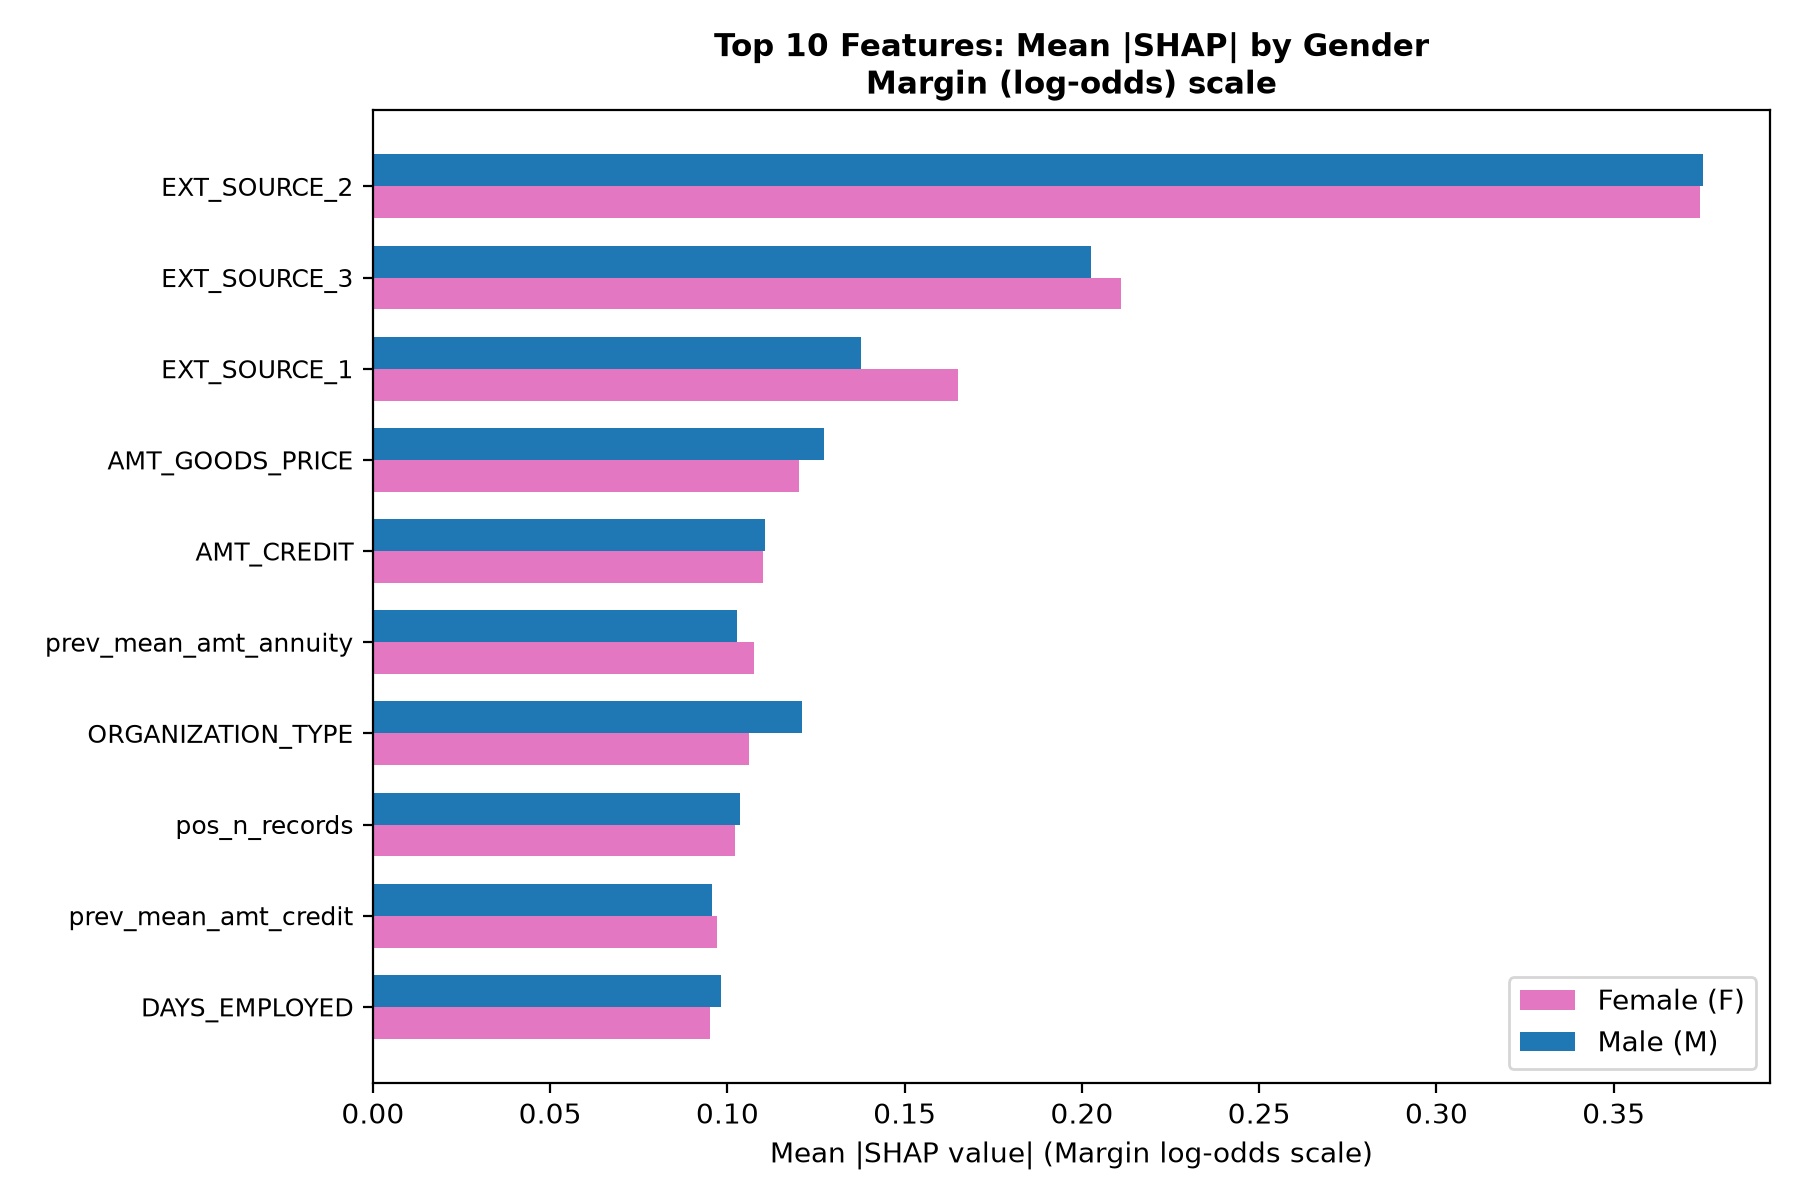 Top 10 Features: Mean |SHAP| by Gender
Margin (log-odds) scale
EXT_SOURCE_2
EXT_SOURCE_3
EXT_SOURCE_1
AMT_GOODS_PRICE
AMT_CREDIT
prev_mean_amt_annuity
ORGANIZATION_TYPE
pos_n_records
prev_mean_amt_credit
DAYS_EMPLOYED
Female (F)
Male (M)
0.00 0.05 0.10 0.15 0.20 0.25 0.30 0.35
Mean |SHAP value| (Margin log-odds scale)